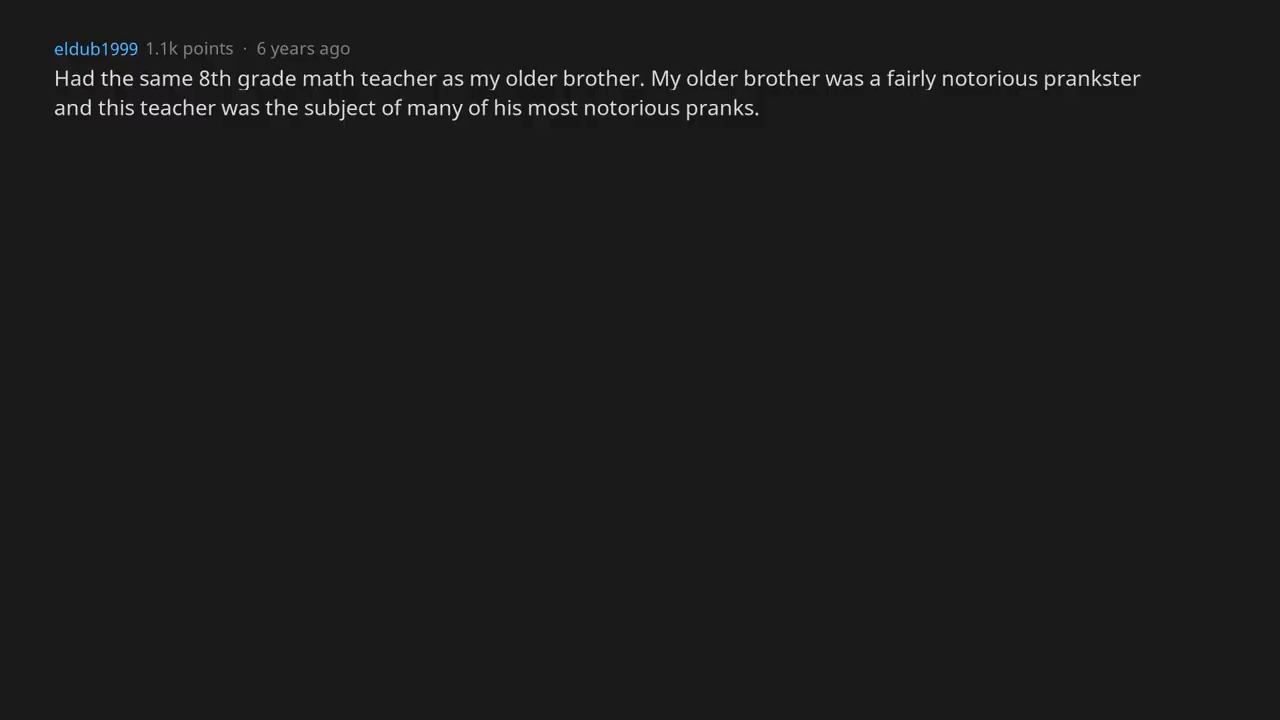 eldub1999 1.1k points · 6 years ago
Had the same 8th grade math teacher as my older brother. My older brother was a fairly notorious prankster
and this teacher was the subject of many of his most notorious pranks.